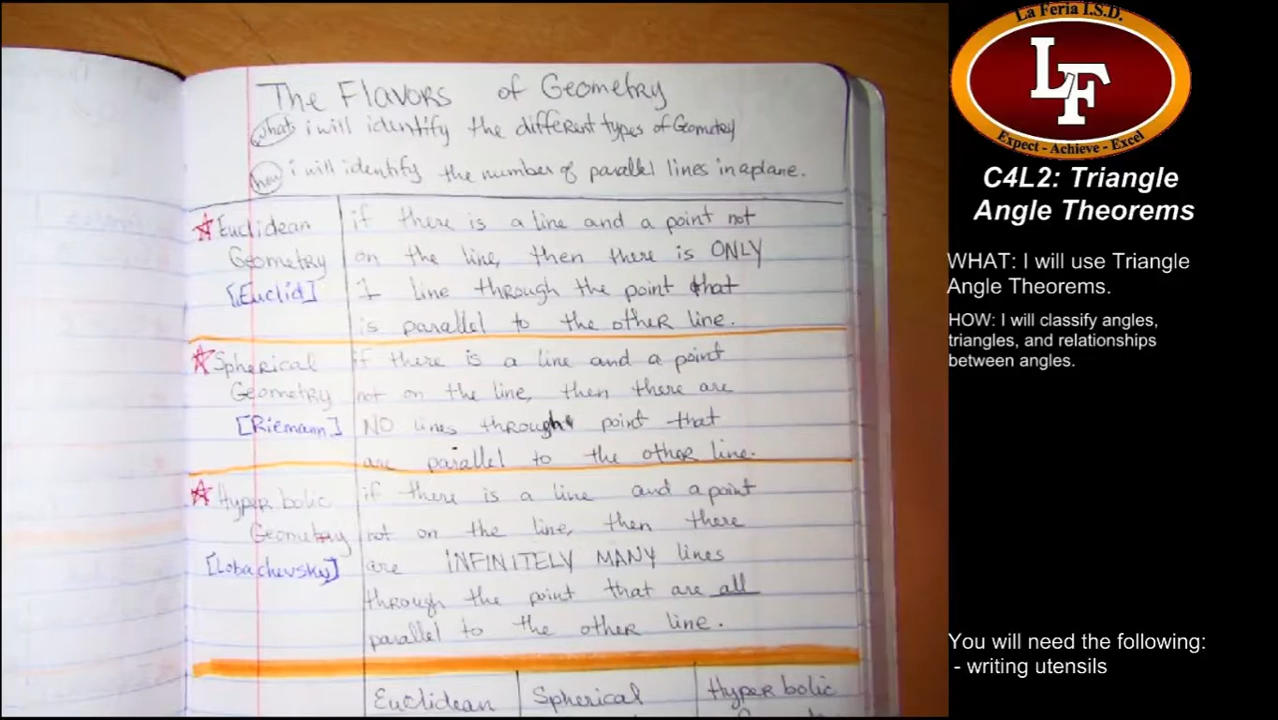 The Flavors of Geometry
what i will identify the different types of Geometry
how i will identify the number of parallel lines in a plane.
Euclidean
Geometry
[Euclid]
if there is a line and a point not
on the line, then there is ONLY
1 line through the point that
is parallel to the other line.
Spherical
Geometry
[Riemann]
if there is a line and a point
not on the line, then there are
NO lines through point that
are parallel to the other line.
Hyperbolic
Geometry
[Lobachevsky]
if there is a line and a point
not on the line, then there
are INFINITELY MANY lines
through the point that are all
parallel to the other line.
Euclidean Spherical Hyperbolic
La Feria I.S.D.
LF
Expect - Achieve - Excel
C4L2: Triangle
Angle Theorems
WHAT: I will use Triangle
Angle Theorems.
HOW: I will classify angles,
triangles, and relationships
between angles.
You will need the following:
- writing utensils